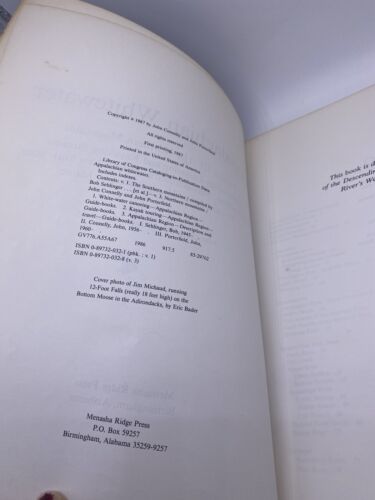 Copyright © 1987 by John Connelly and John Porterfield
All rights reserved
First printing, 1987
Printed in the United States of America
Library of Congress Cataloging-in-Publication Data
Appalachian whitewater.
Includes indexes.
Contents: v. 1. The Southern mountains / compiled by
Bob Sehlinger ... [et al.]—v. 3. Northern mountains /
John Connelly and John Porterfield.
1. White-water canoeing—Appalachian Region—
Guide-books. 2. Kayak touring—Appalachian Region—
Guide-books. 3. Appalachian Region—Description and
travel—Guide-books. I. Sehlinger, Bob, 1945-
II. Connelly, John, 1956- III. Porterfield, John,
1960-
GV776.A55A67 1986 917:5 85-29762
ISBN 0-89732-032-1 (pbk. : v. 1)
ISBN 0-89732-032-8 (v. 3)
Cover photo of Jim Michaud, running
12-Foot Falls (really 18 feet high) on the
Bottom Moose in the Adirondacks, by Eric Bader
Menasha Ridge Press
P.O. Box 59257
Birmingham, Alabama 35259-9257
This book is d
of the Descendin
River's Wa